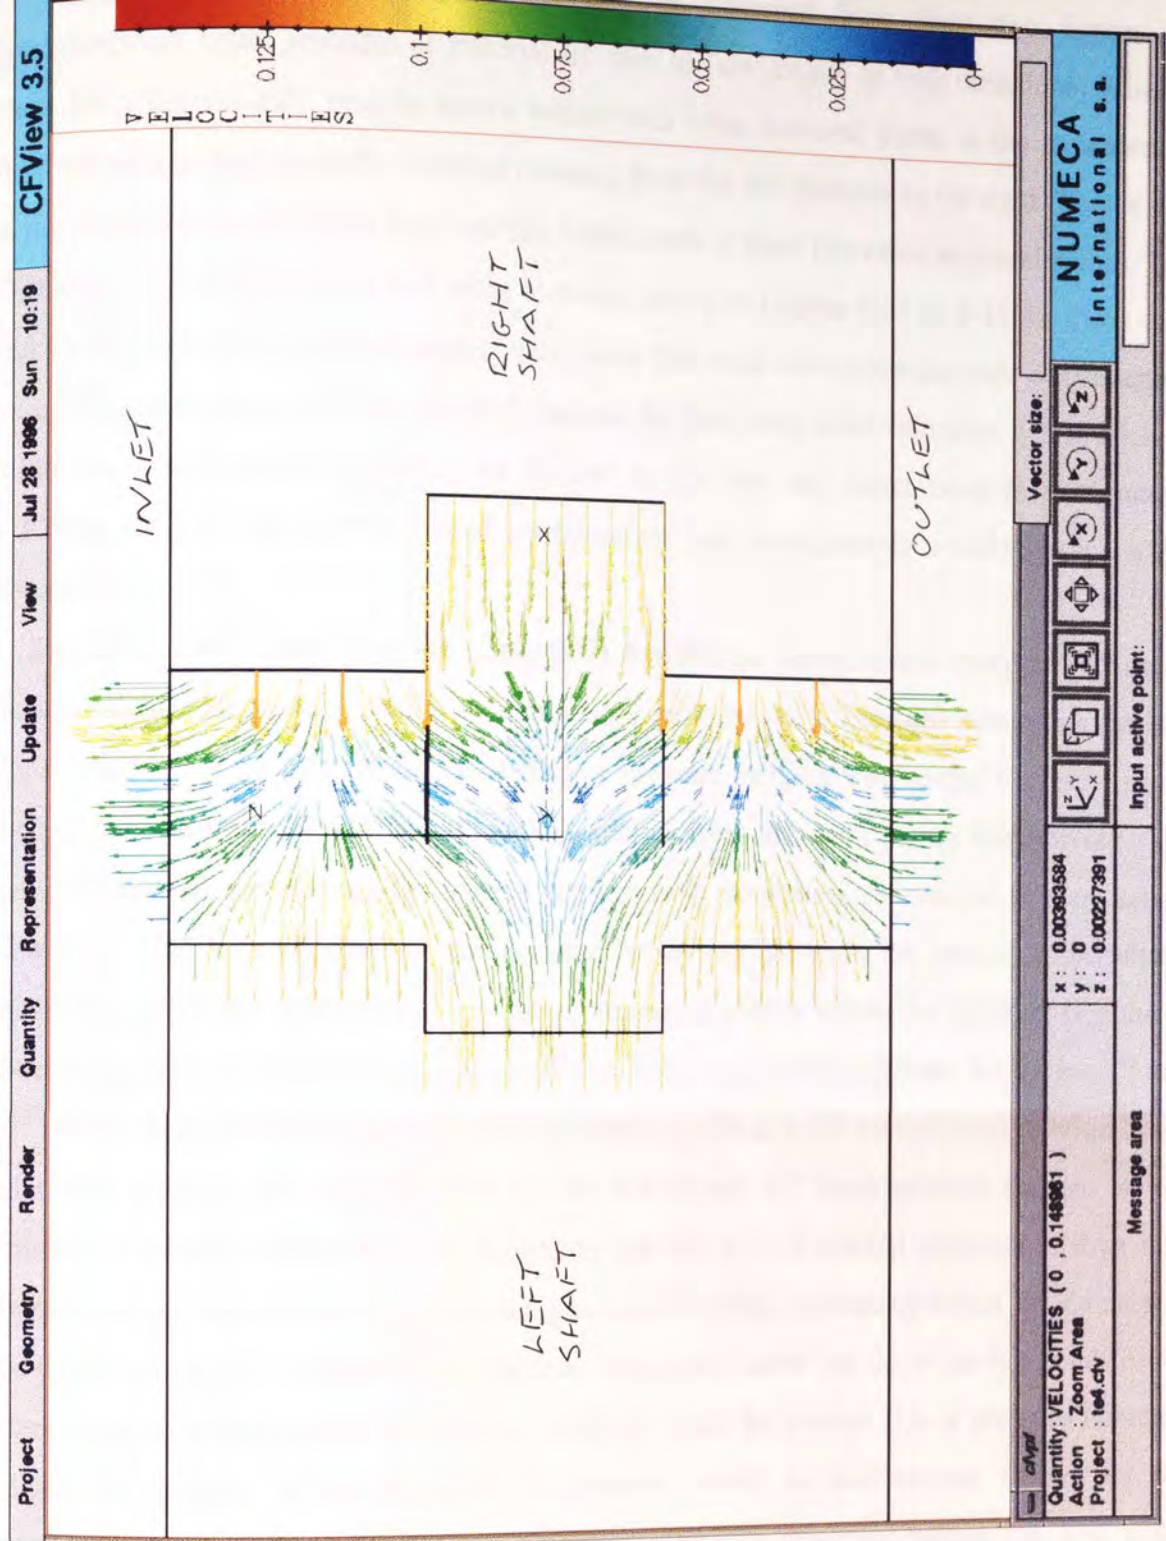 Project Geometry Render Quantity Representation Update View Jul 28 1996 Sun 10:19 CFView 3.5
VELOCITIES
0.125
0.1
0.075
0.05
0.025
0
INLET
LEFT
SHAFT
RIGHT
SHAFT
OUTLET
Z
Y
X
cfvpf
Vector size:
Quantity: VELOCITIES ( 0 , 0.148961 )
Action : Zoom Area
Project : te4.cfv
x : 0.00393584
y : 0
z : 0.00227391
NUMECA
International s.a.
Message area
Input active point: